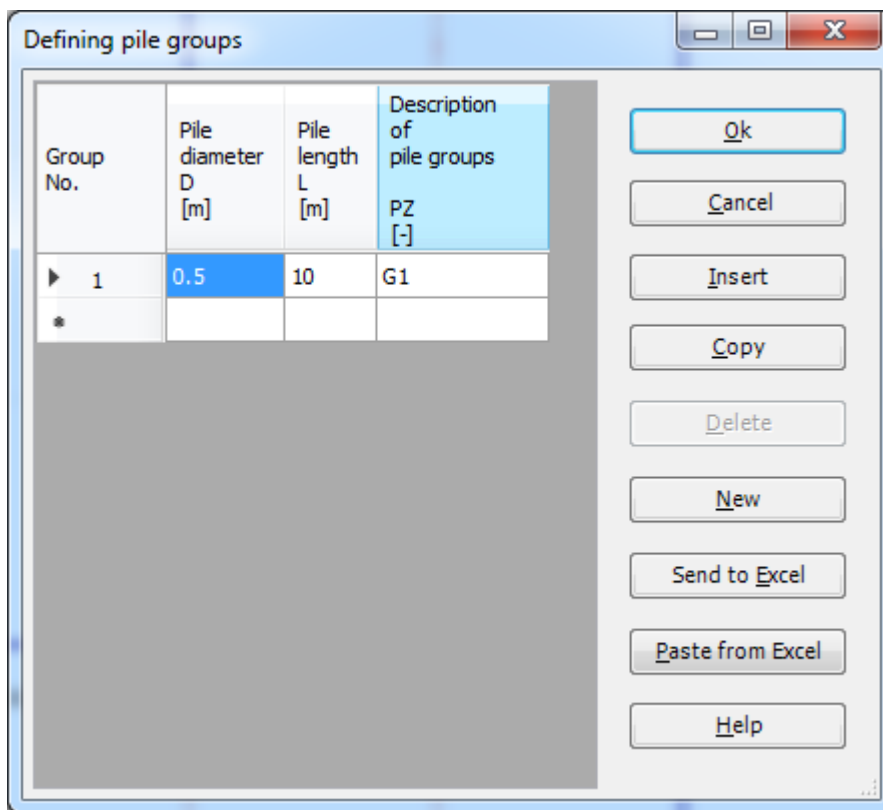 Defining pile groups
Group
No.
Pile
diameter
D
[m]
Pile
length
L
[m]
Description
of
pile groups
PZ
[-]
1 0.5 10 G1
*
Ok
Cancel
Insert
Copy
Delete
New
Send to Excel
Paste from Excel
Help